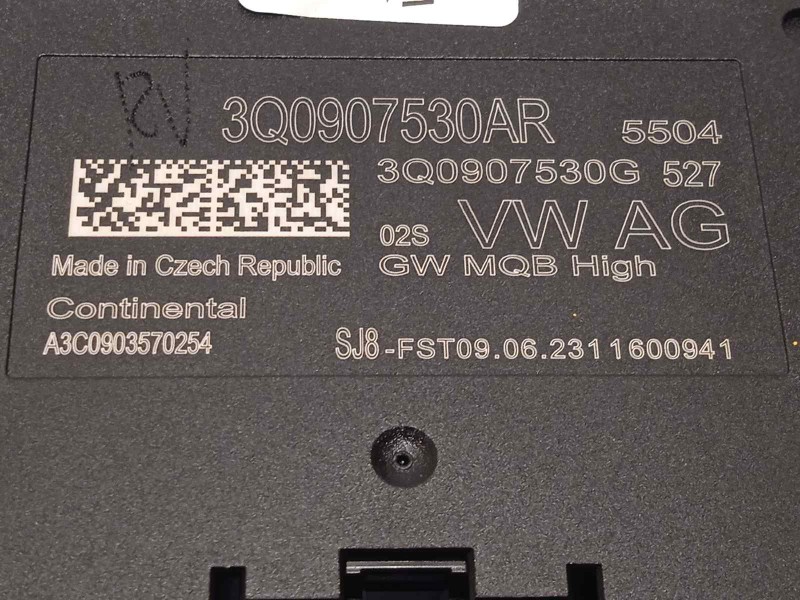 3Q0907530AR 5504
3Q0907530G 527
02S VW AG
Made in Czech Republic GW MQB High
Continental
A3C0903570254 SJ8-FST09.06.2311600941